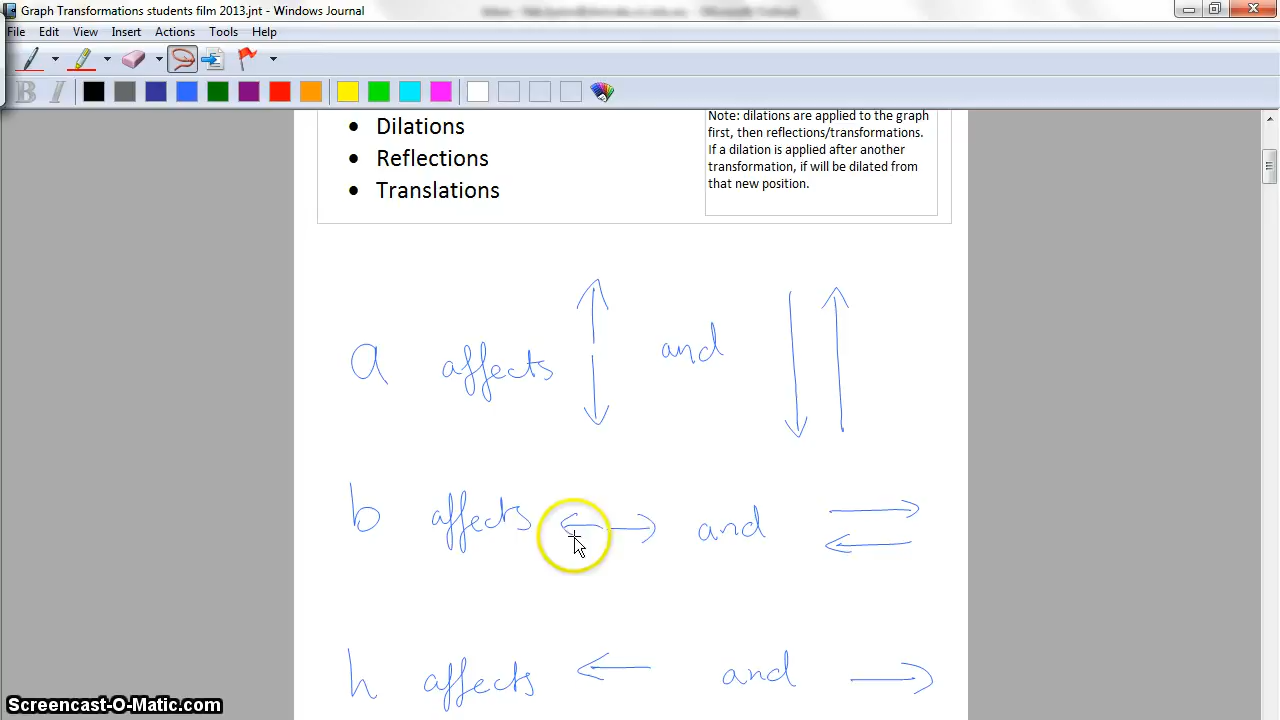 Graph Transformations students film 2013.jnt - Windows Journal
File Edit View Insert Actions Tools Help
B I
• Dilations
• Reflections
• Translations
Note: dilations are applied to the graph
first, then reflections/transformations.
If a dilation is applied after another
transformation, if will be dilated from
that new position.
a affects and
b affects and
h affects and
Screencast-O-Matic.com